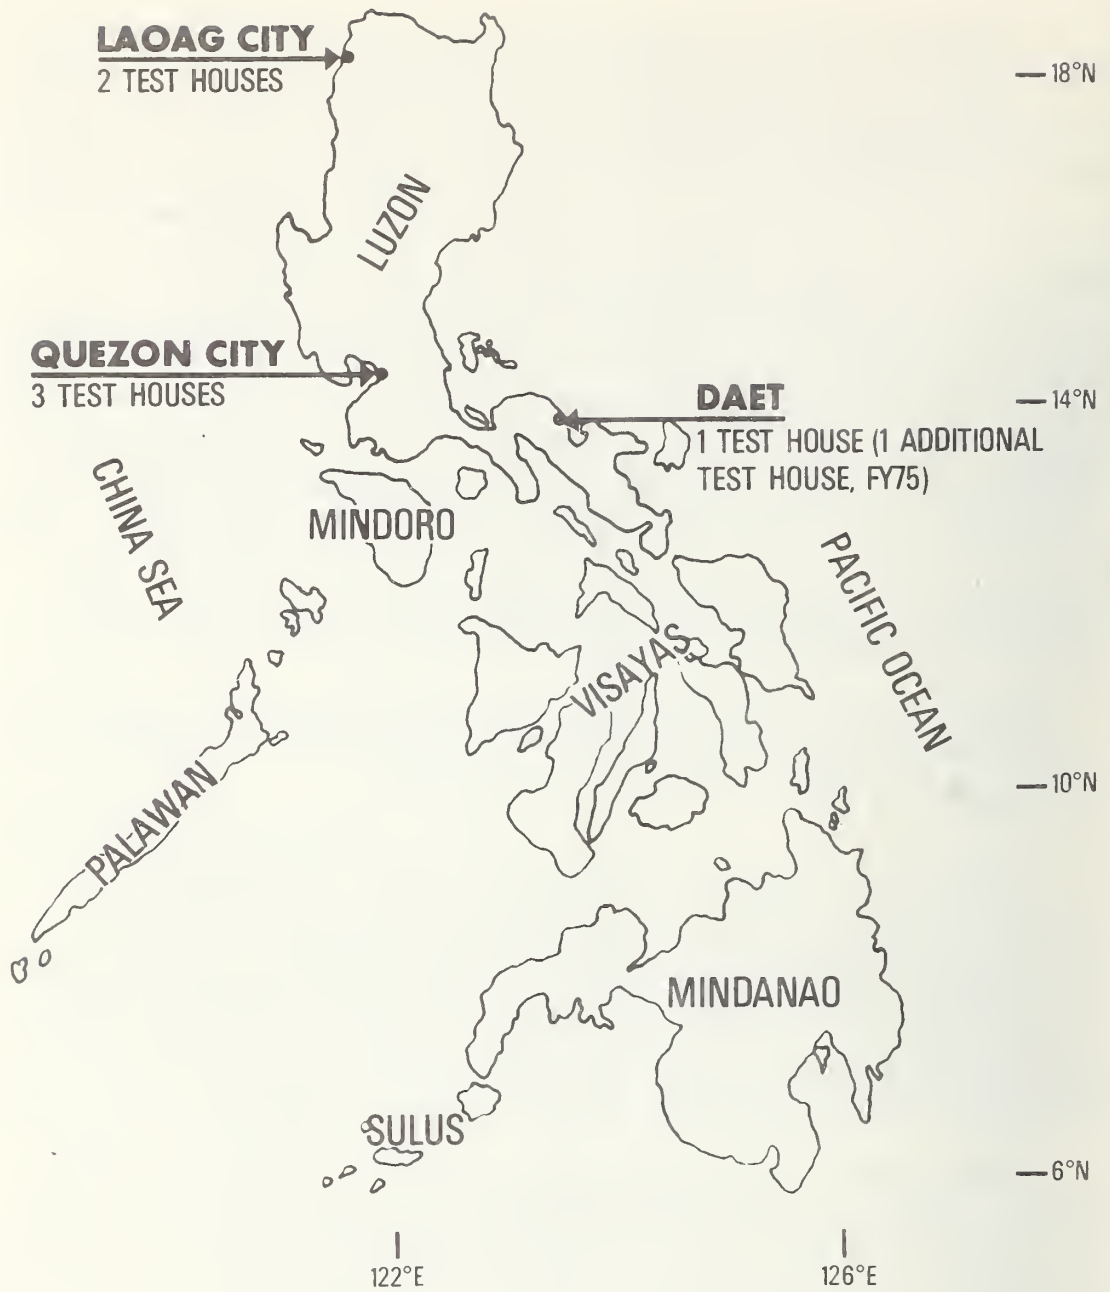 LAOAG CITY
2 TEST HOUSES
18°N
LUZON
QUEZON CITY
3 TEST HOUSES
DAET
14°N
1 TEST HOUSE (1 ADDITIONAL
TEST HOUSE, FY75)
CHINA SEA
MINDORO
PACIFIC OCEAN
VISAYAS
10°N
PALAWAN
MINDANAO
SULUS
6°N
122°E
126°E